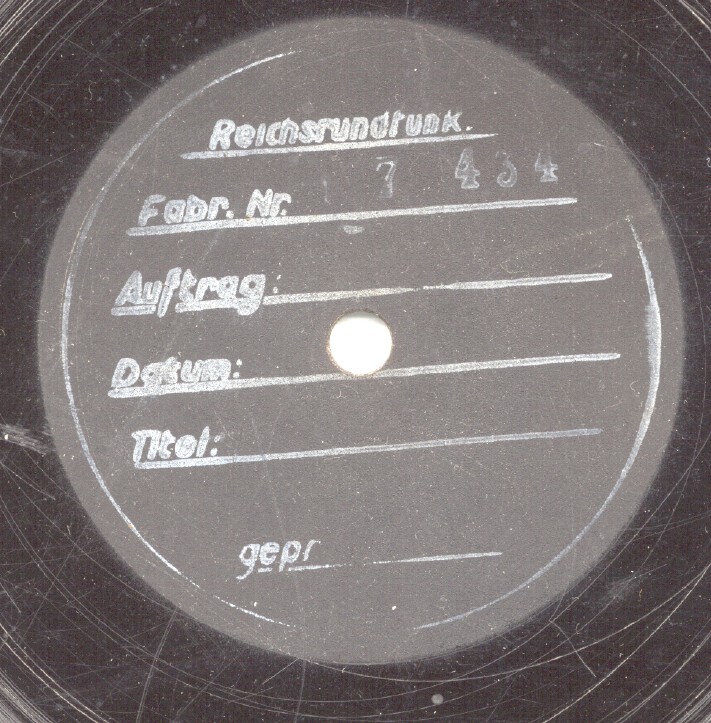 Reichsrundfunk.
Fabr. Nr. 7 434
Auftrag:
Datum:
Titel:
gepr